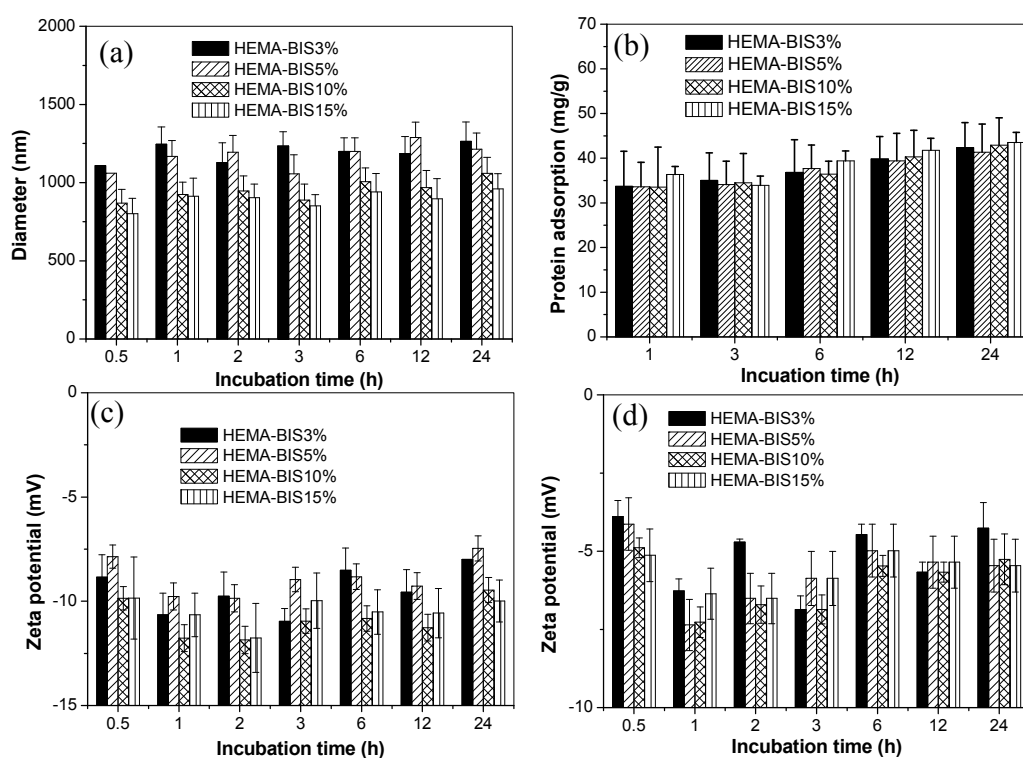 (a)
HEMA-BIS3%
HEMA-BIS5%
HEMA-BIS10%
HEMA-BIS15%
2000
1500
1000
500
0
Diameter (nm)
0.5 1 2 3 6 12 24
Incubation time (h)
(b)
HEMA-BIS3%
HEMA-BIS5%
HEMA-BIS10%
HEMA-BIS15%
70
60
50
40
30
20
10
0
Protein adsorption (mg/g)
1 3 6 12 24
Incuation time (h)
(c)
HEMA-BIS3%
HEMA-BIS5%
HEMA-BIS10%
HEMA-BIS15%
0
-5
-10
-15
Zeta potential (mV)
0.5 1 2 3 6 12 24
Incubation time (h)
(d)
HEMA-BIS3%
HEMA-BIS5%
HEMA-BIS10%
HEMA-BIS15%
0
-5
-10
Zeta potential (mV)
0.5 1 2 3 6 12 24
Incubation time (h)